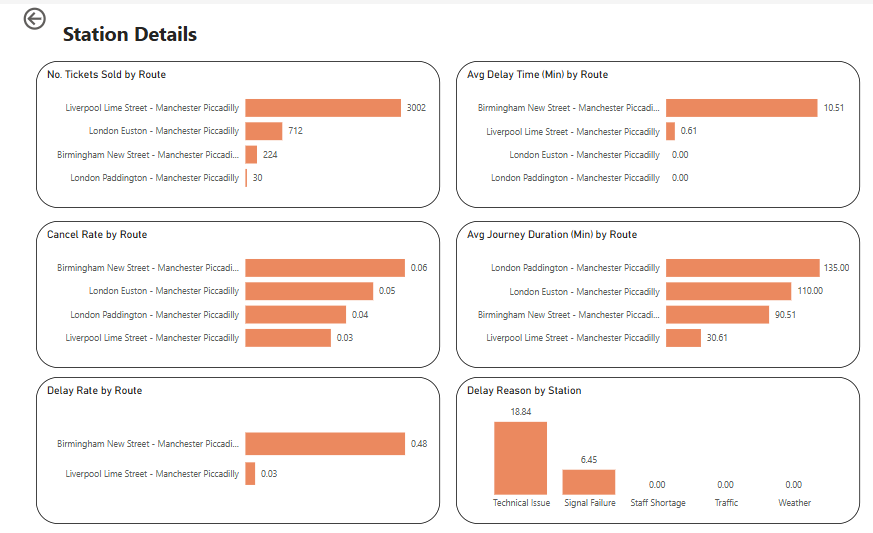 Station Details
No. Tickets Sold by Route
Liverpool Lime Street - Manchester Piccadilly 3002
London Euston - Manchester Piccadilly 712
Birmingham New Street - Manchester Piccadi... 224
London Paddington - Manchester Piccadilly 30
Avg Delay Time (Min) by Route
Birmingham New Street - Manchester Piccadi... 10.51
Liverpool Lime Street - Manchester Piccadilly 0.61
London Euston - Manchester Piccadilly 0.00
London Paddington - Manchester Piccadilly 0.00
Cancel Rate by Route
Birmingham New Street - Manchester Piccadi... 0.06
London Euston - Manchester Piccadilly 0.05
London Paddington - Manchester Piccadilly 0.04
Liverpool Lime Street - Manchester Piccadilly 0.03
Avg Journey Duration (Min) by Route
London Paddington - Manchester Piccadilly 135.00
London Euston - Manchester Piccadilly 110.00
Birmingham New Street - Manchester Piccadi... 90.51
Liverpool Lime Street - Manchester Piccadilly 30.61
Delay Rate by Route
Birmingham New Street - Manchester Piccadi... 0.48
Liverpool Lime Street - Manchester Piccadilly 0.03
Delay Reason by Station
18.84 6.45 0.00 0.00 0.00
Technical Issue Signal Failure Staff Shortage Traffic Weather